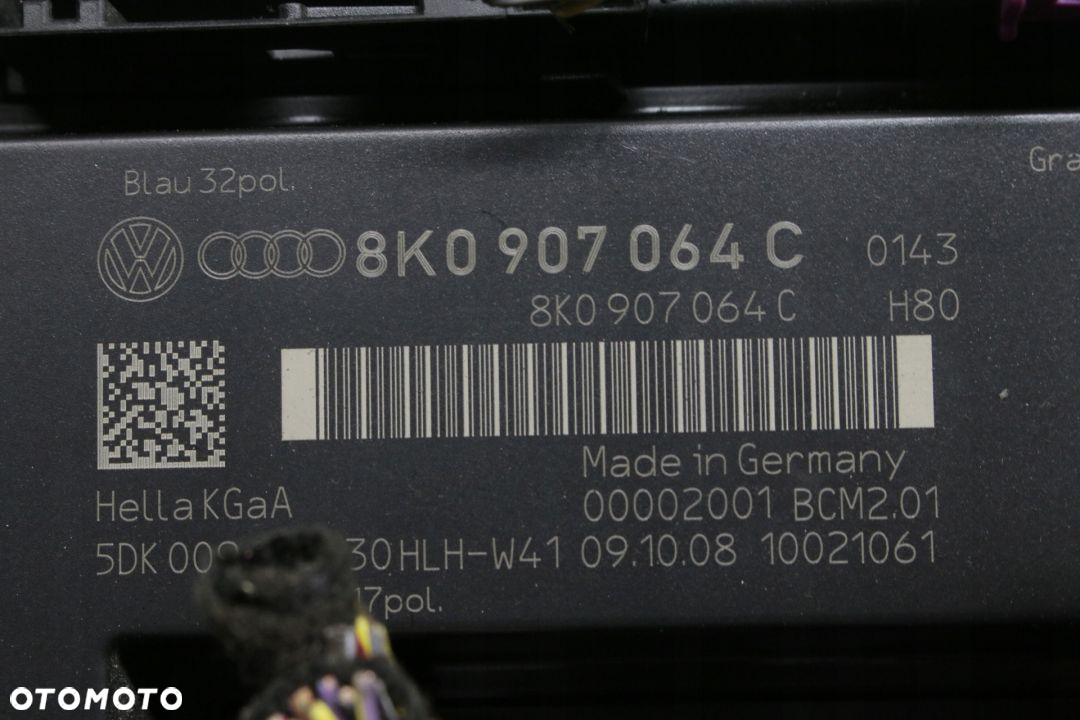 Blau 32pol.
Gra
8K0 907 064 C 0143
8K0 907 064 C H80
Made in Germany
Hella KGaA 00002001 BCM2.01
5DK 30 HLH-W41 09.10.08 10021061
17pol.
OTOMOTO